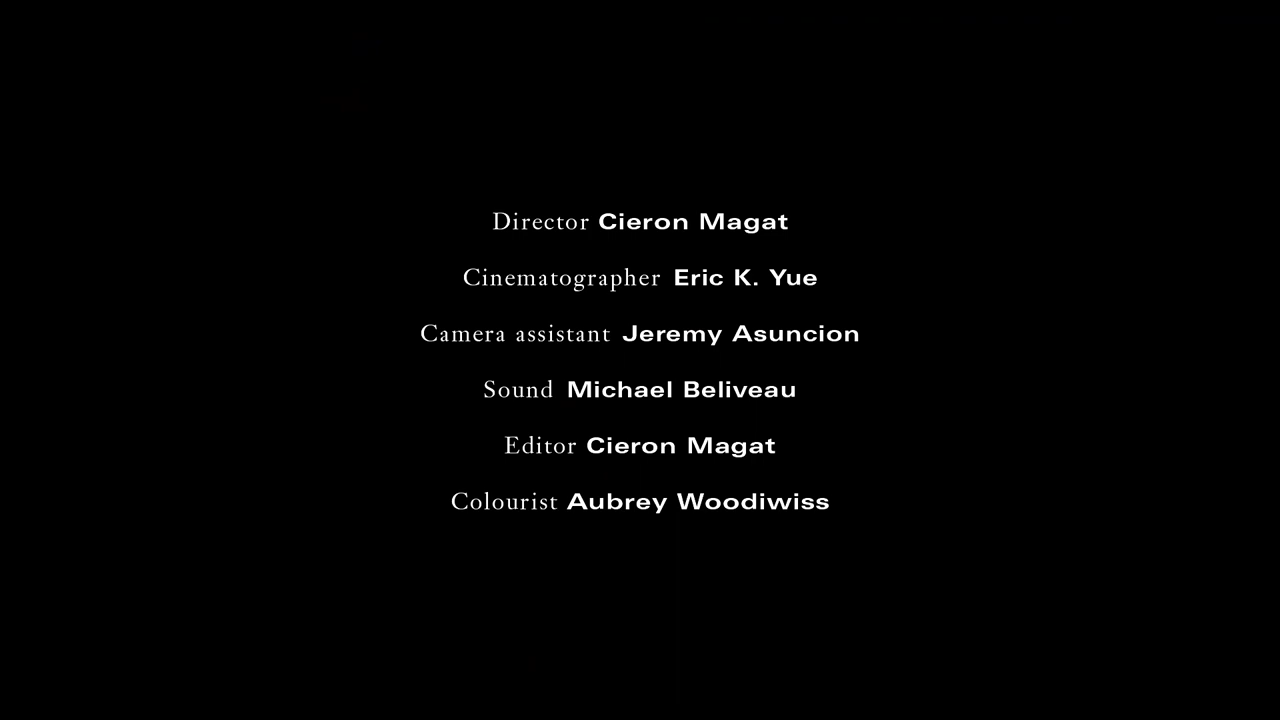 Director Cieron Magat
Cinematographer Eric K. Yue
Camera assistant Jeremy Asuncion
Sound Michael Beliveau
Editor Cieron Magat
Colourist Aubrey Woodiwiss